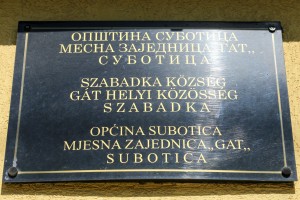 ОПШТИНА СУБОТИЦА
МЕСНА ЗАЈЕДНИЦА „ГАТ„
СУБОТИЦА
SZABADKA KÖZSÉG
GÁT HELYI KÖZÖSSÉG
SZABADKA
OPĆINA SUBOTICA
MJESNA ZAJEDNICA „GAT„
SUBOTICA